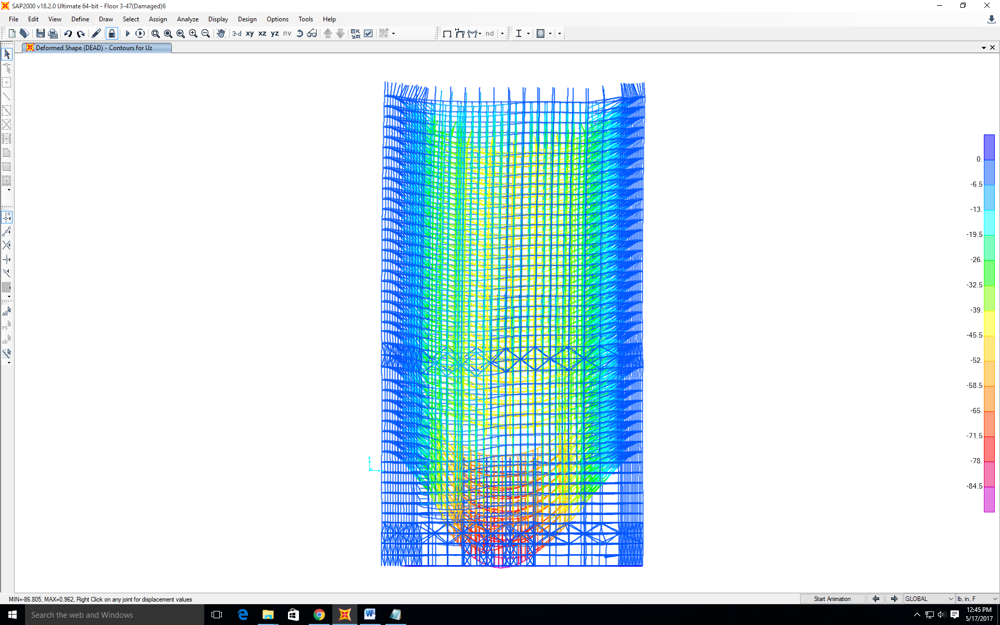 SAP2000 v18.2.0 Ultimate 64-bit - Floor 3-47(Damaged)6
File Edit View Define Draw Select Assign Analyze Display Design Options Tools Help
3-d xy xz yz nv nd
Deformed Shape (DEAD) - Contours for Uz
0.
-6.5
-13.
-19.5
-26.
-32.5
-39.
-45.5
-52.
-58.5
-65.
-71.5
-78.
-84.5
all
PS
clr
Z
MIN=-86.805, MAX=0.962, Right Click on any joint for displacement values
Start Animation
GLOBAL
lb, in, F
Search the web and Windows
12:45 PM
5/17/2017